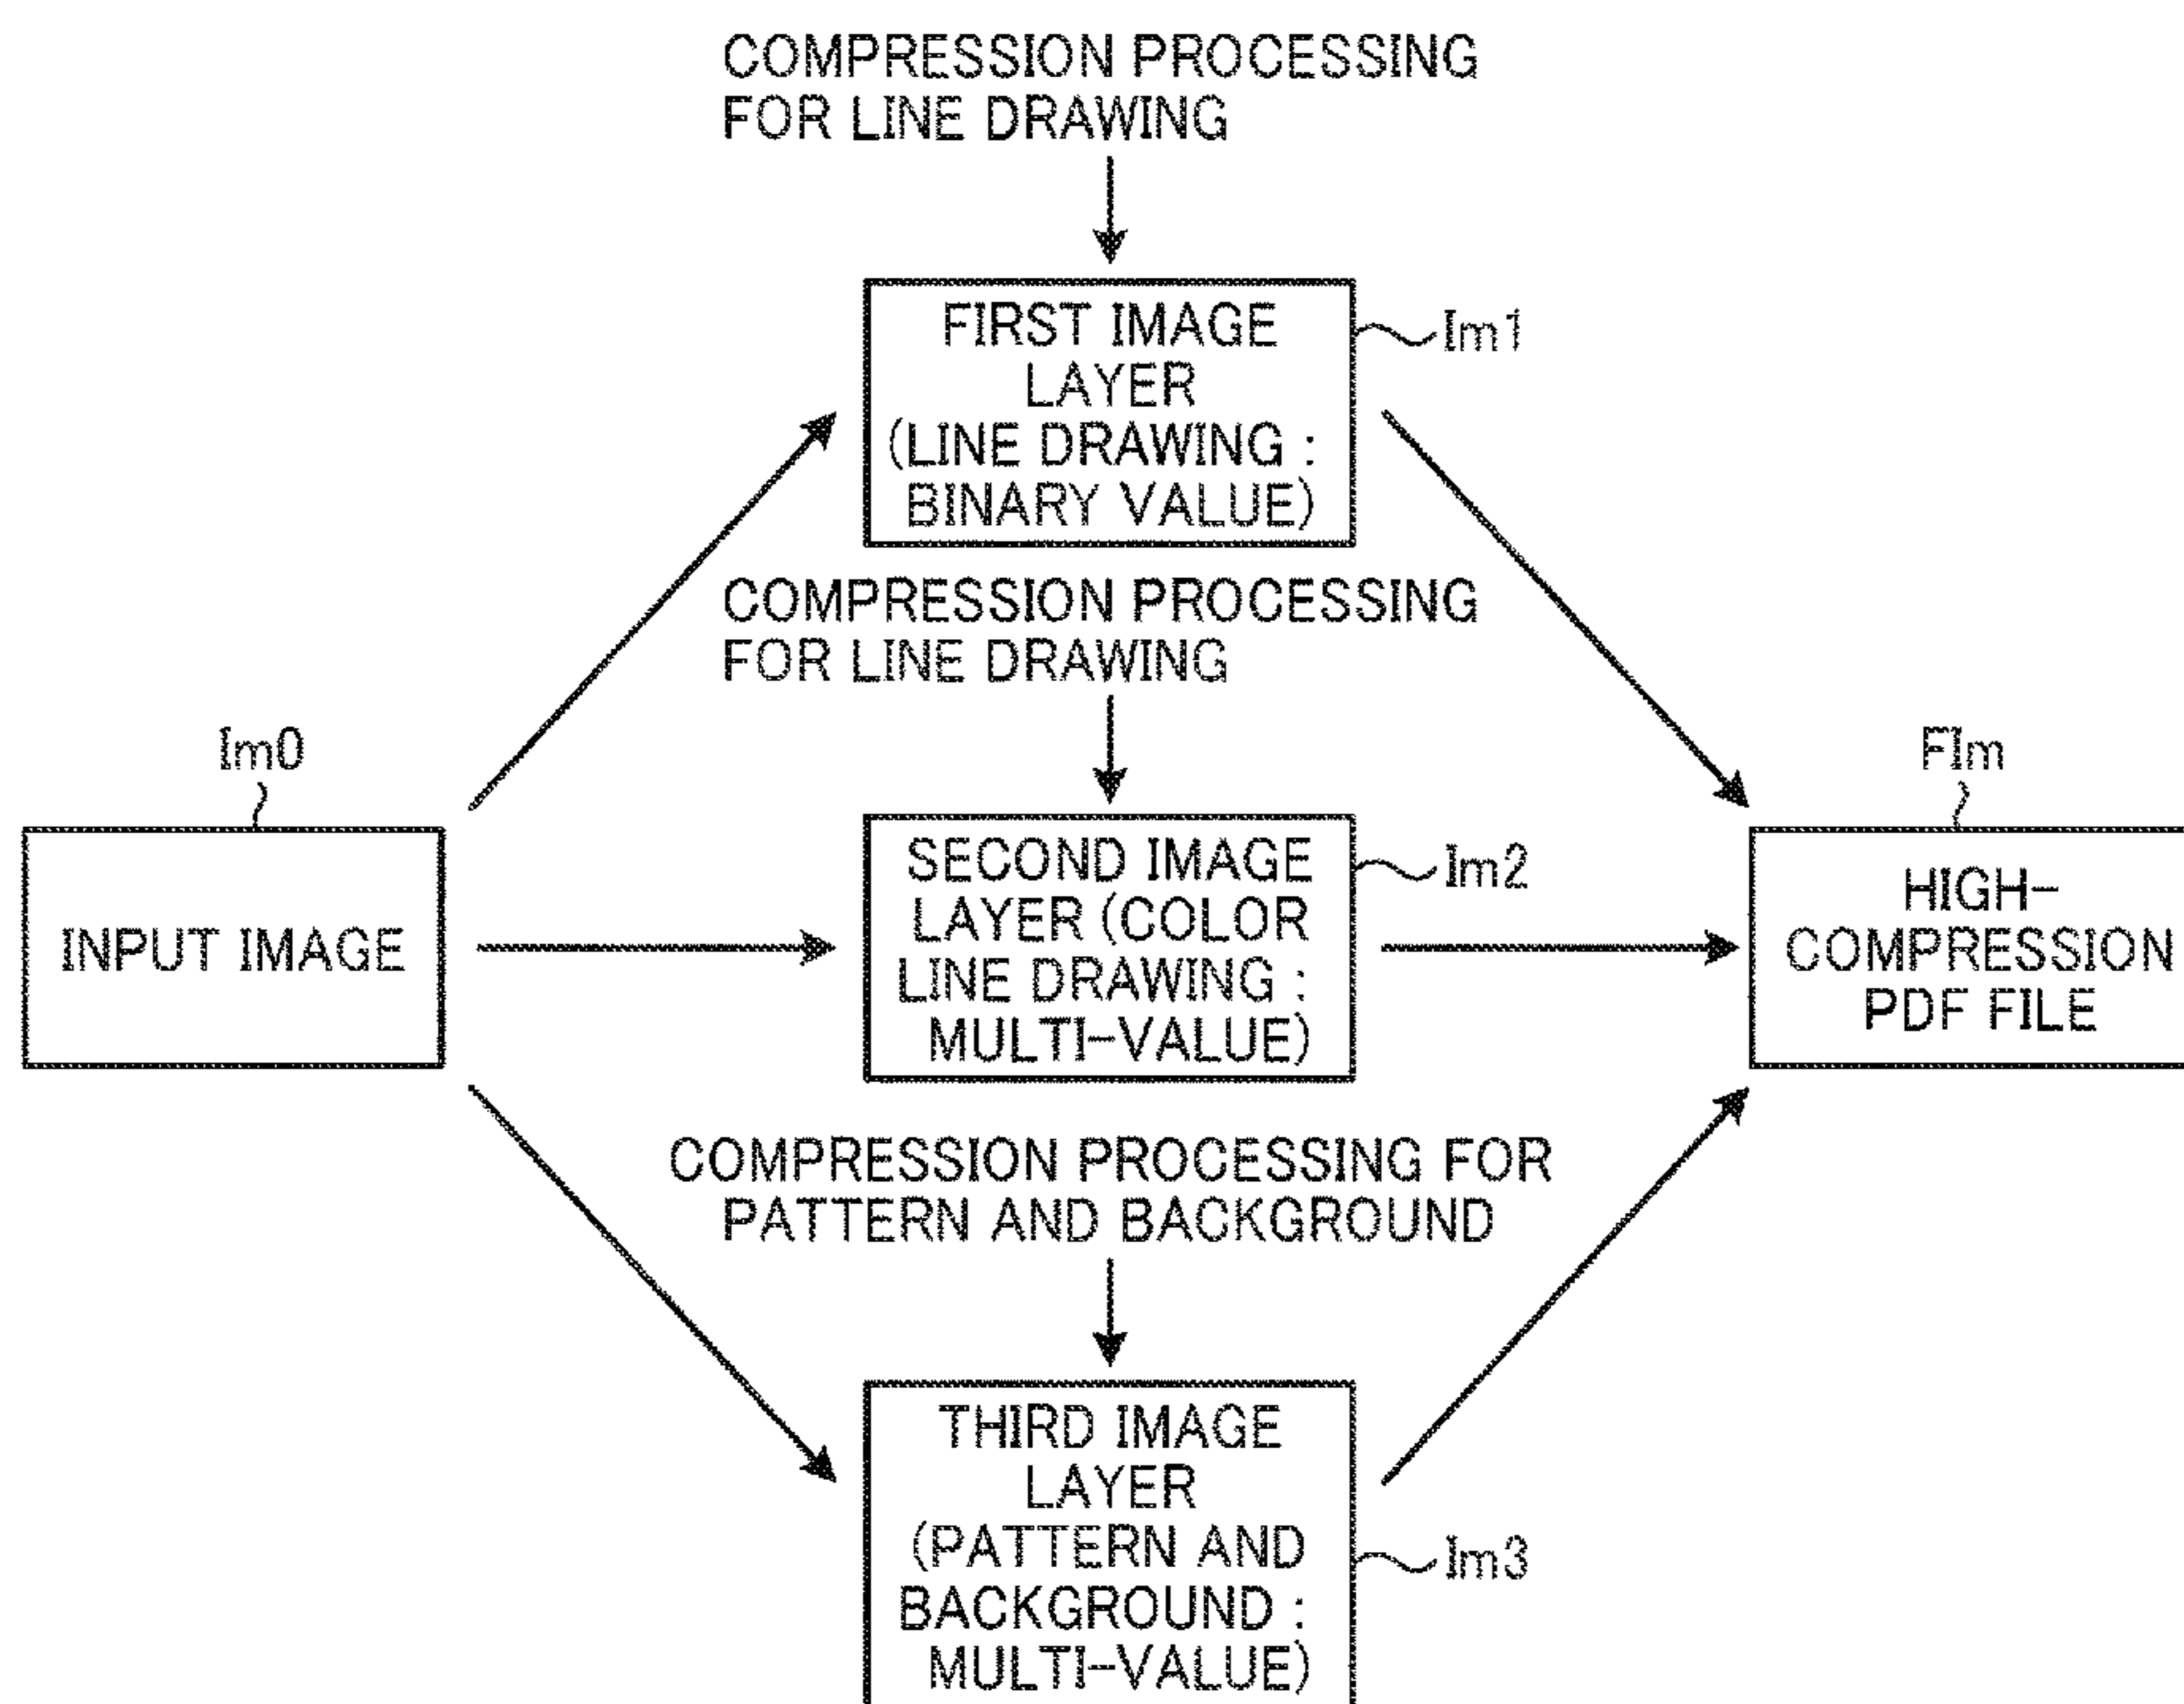 COMPRESSION PROCESSING
FOR LINE DRAWING
FIRST IMAGE
LAYER
(LINE DRAWING :
BINARY VALUE)
Im1
COMPRESSION PROCESSING
FOR LINE DRAWING
Im0
INPUT IMAGE
SECOND IMAGE
LAYER (COLOR
LINE DRAWING :
MULTI-VALUE)
Im2
FIm
HIGH-
COMPRESSION
PDF FILE
COMPRESSION PROCESSING FOR
PATTERN AND BACKGROUND
THIRD IMAGE
LAYER
(PATTERN AND
BACKGROUND :
MULTI-VALUE)
Im3